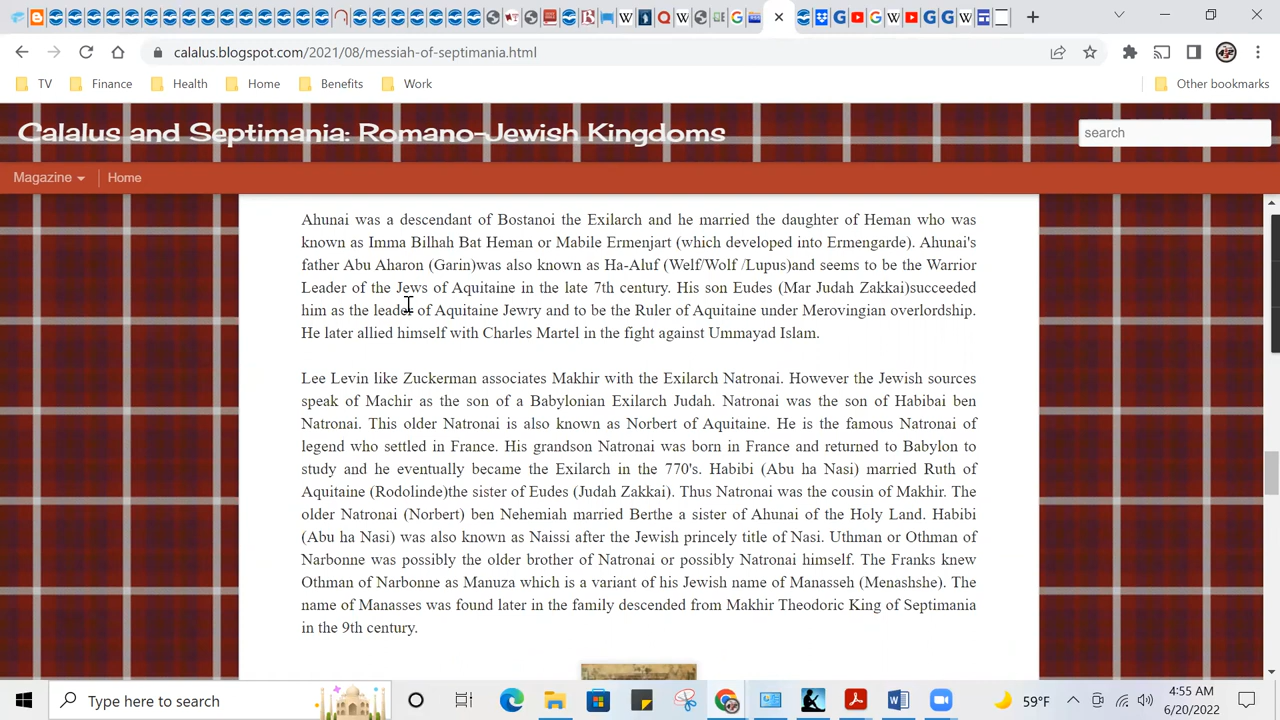 calalus.blogspot.com/2021/08/messiah-of-septimania.html
TV Finance Health Home Benefits Work Other bookmarks
Calalus and Septimania: Romano-Jewish Kingdoms
search
Magazine Home
Ahunai was a descendant of Bostanoi the Exilarch and he married the daughter of Heman who was
known as Imma Bilhah Bat Heman or Mabile Ermenjart (which developed into Ermengarde). Ahunai's
father Abu Aharon (Garin)was also known as Ha-Aluf (Welf/Wolf /Lupus)and seems to be the Warrior
Leader of the Jews of Aquitaine in the late 7th century. His son Eudes (Mar Judah Zakkai)succeeded
him as the leader of Aquitaine Jewry and to be the Ruler of Aquitaine under Merovingian overlordship.
He later allied himself with Charles Martel in the fight against Ummayad Islam.
Lee Levin like Zuckerman associates Makhir with the Exilarch Natronai. However the Jewish sources
speak of Machir as the son of a Babylonian Exilarch Judah. Natronai was the son of Habibai ben
Natronai. This older Natronai is also known as Norbert of Aquitaine. He is the famous Natronai of
legend who settled in France. His grandson Natronai was born in France and returned to Babylon to
study and he eventually became the Exilarch in the 770's. Habibi (Abu ha Nasi) married Ruth of
Aquitaine (Rodolinde)the sister of Eudes (Judah Zakkai). Thus Natronai was the cousin of Makhir. The
older Natronai (Norbert) ben Nehemiah married Berthe a sister of Ahunai of the Holy Land. Habibi
(Abu ha Nasi) was also known as Naissi after the Jewish princely title of Nasi. Uthman or Othman of
Narbonne was possibly the older brother of Natronai or possibly Natronai himself. The Franks knew
Othman of Narbonne as Manuza which is a variant of his Jewish name of Manasseh (Menashshe). The
name of Manasses was found later in the family descended from Makhir Theodoric King of Septimania
in the 9th century.
Type here to search
59°F
4:55 AM
6/20/2022